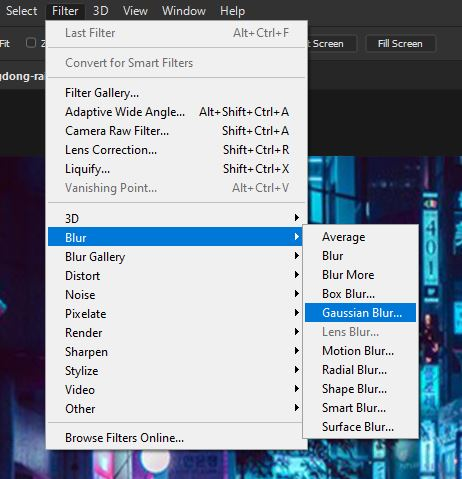 Select Filter 3D View Window Help
Fit
Screen
Fill Screen
Last Filter Alt+Ctrl+F
Convert for Smart Filters
Filter Gallery...
Adaptive Wide Angle... Alt+Shift+Ctrl+A
Camera Raw Filter... Shift+Ctrl+A
Lens Correction... Shift+Ctrl+R
Liquify... Shift+Ctrl+X
Vanishing Point... Alt+Ctrl+V
3D
Blur
Blur Gallery
Distort
Noise
Pixelate
Render
Sharpen
Stylize
Video
Other
Browse Filters Online...
Average
Blur
Blur More
Box Blur...
Gaussian Blur...
Lens Blur...
Motion Blur...
Radial Blur...
Shape Blur...
Smart Blur...
Surface Blur...
401